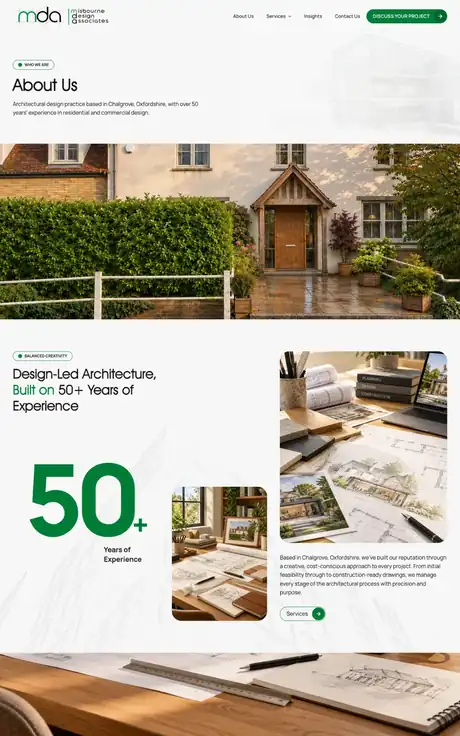 mda
misbourne
design
associates
About Us
Services
Insights
Contact Us
DISCUSS YOUR PROJECT
WHO WE ARE
About Us
Architectural design practice based in Chalgrove, Oxfordshire, with over 50
years' experience in residential and commercial design.
BALANCED CREATIVITY
Design-Led Architecture,
Built on 50+ Years of
Experience
50+
Years of
Experience
PLANNING
DESIGN
CONSTRUCTION
Based in Chalgrove, Oxfordshire, we've built our reputation through
a creative, cost-conscious approach to every project. From initial
feasibility through to construction-ready drawings, we manage
every stage of the architectural process with precision and
purpose.
Services